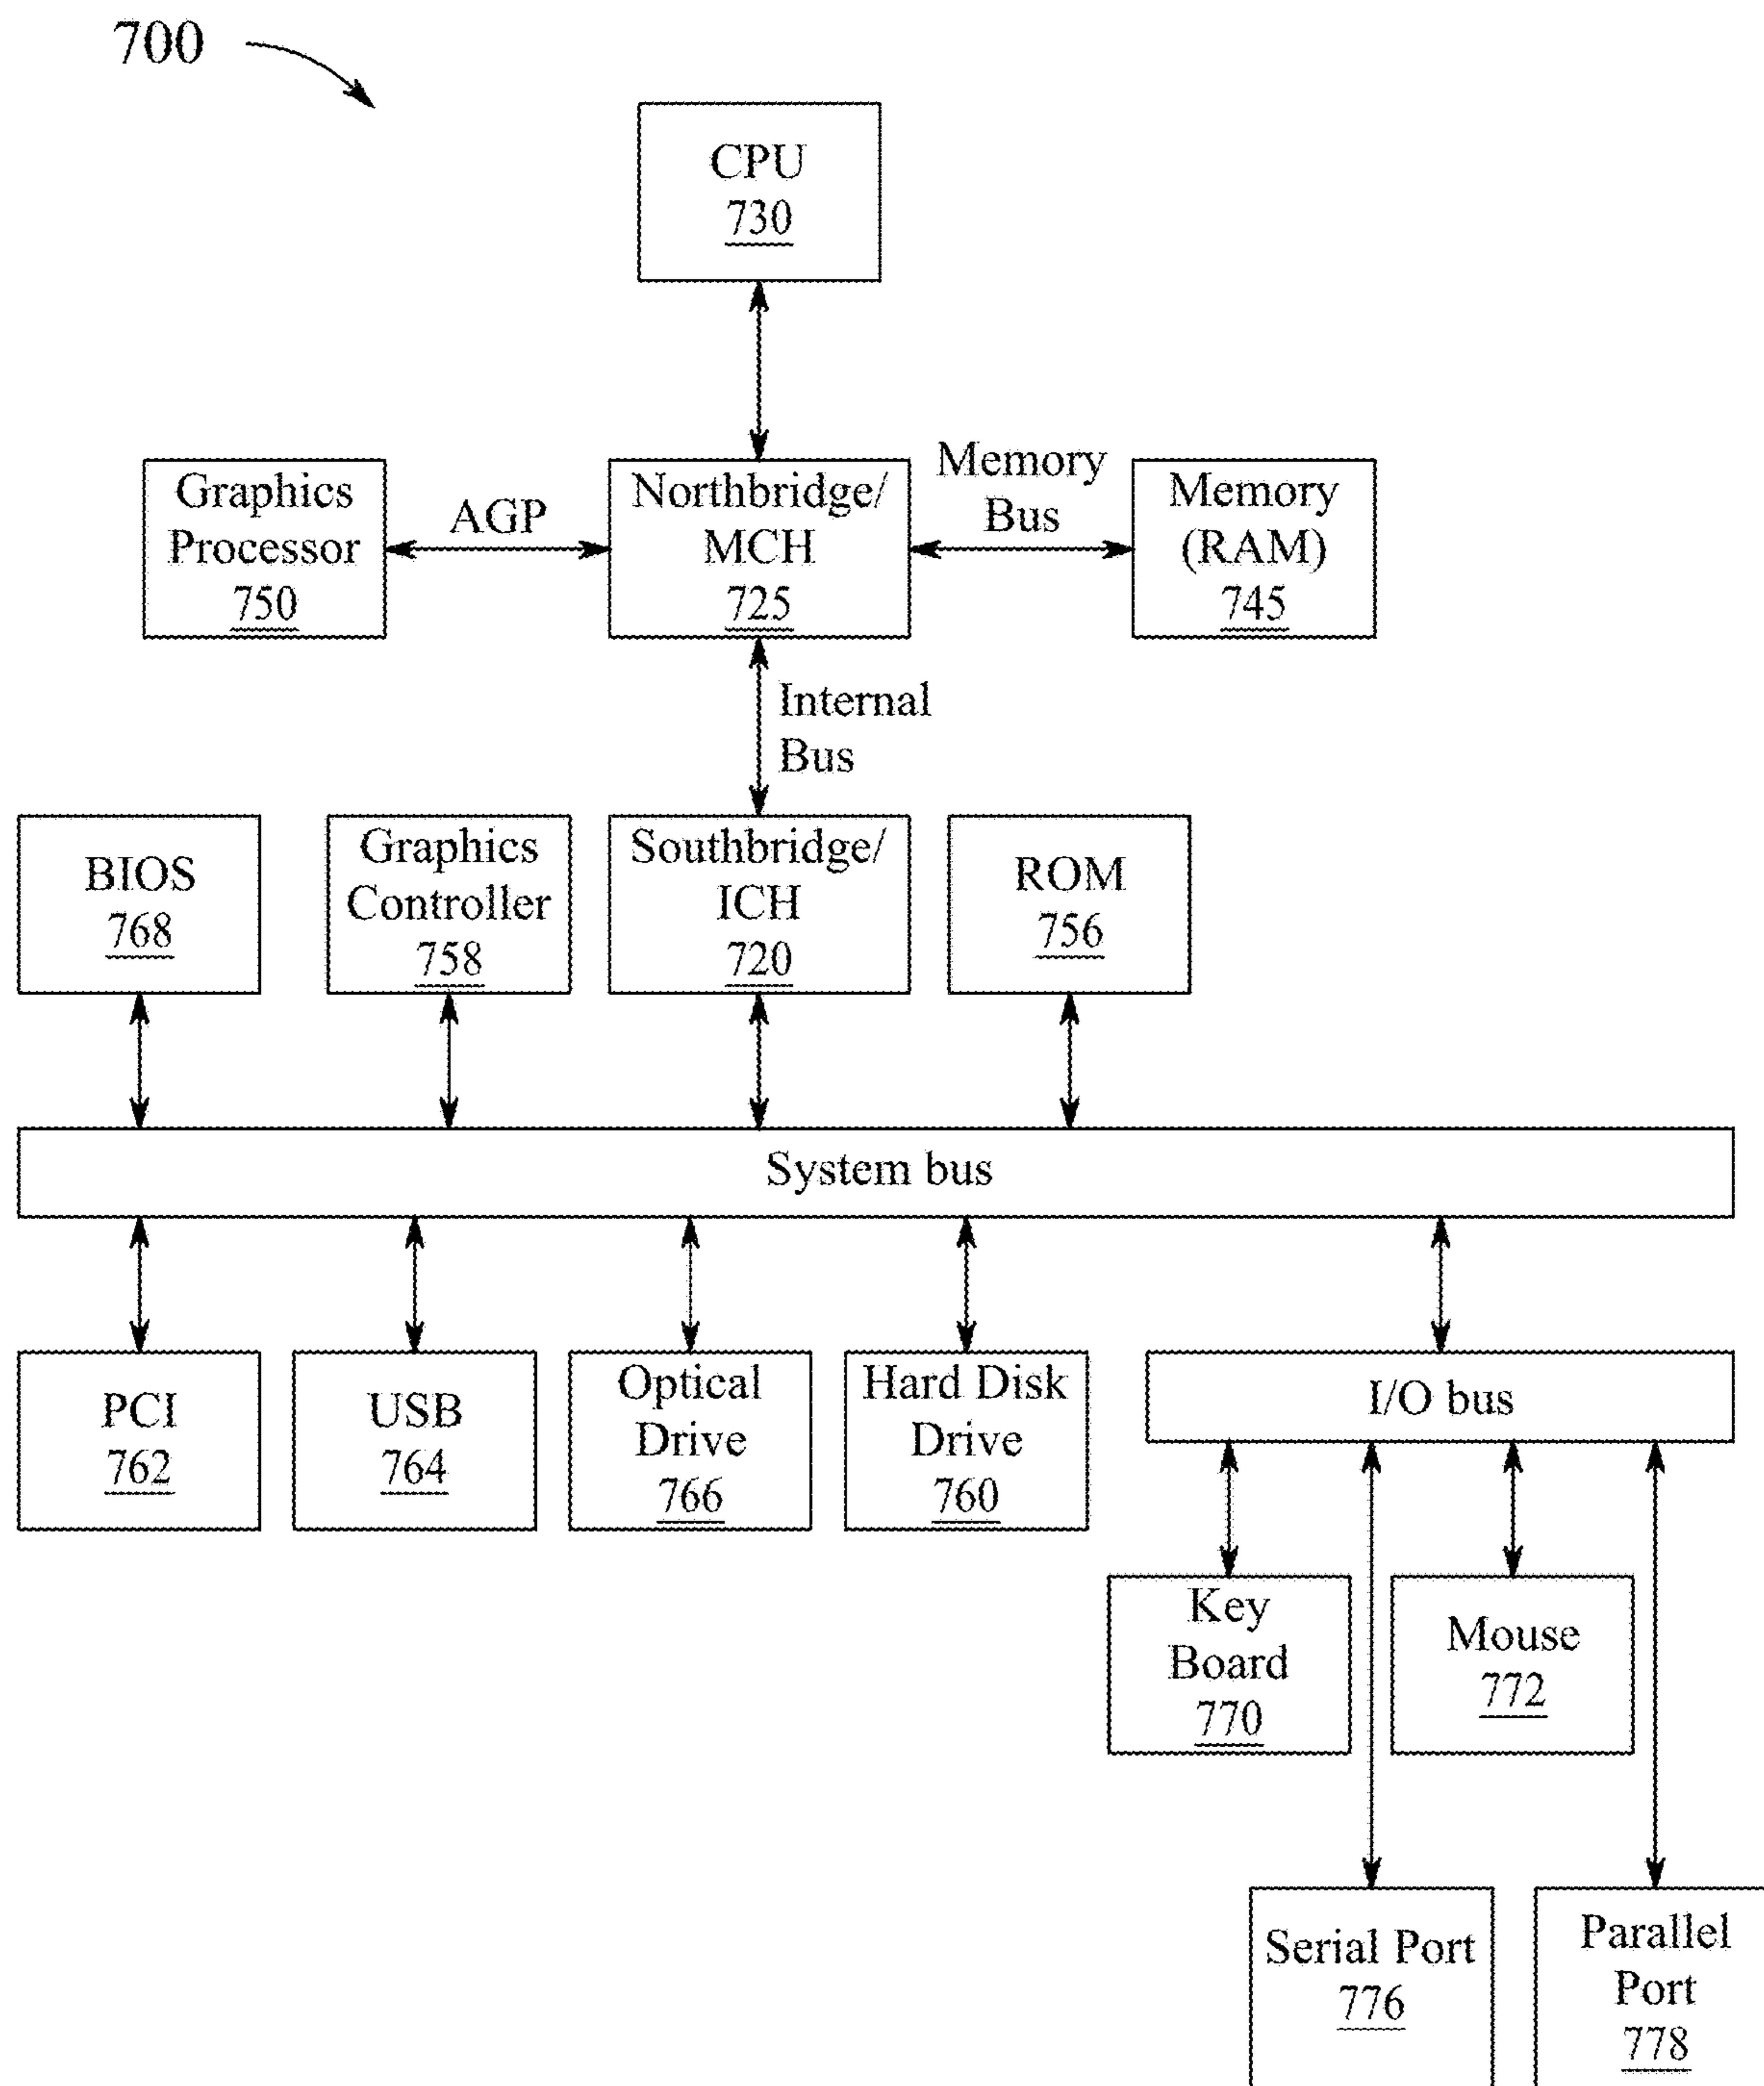 700
CPU
730
Graphics
Processor
750
AGP
Northbridge/
MCH
725
Memory
Bus
Memory
(RAM)
745
Internal
Bus
BIOS
768
Graphics
Controller
758
Southbridge/
ICH
720
ROM
756
System bus
PCI
762
USB
764
Optical
Drive
766
Hard Disk
Drive
760
I/O bus
Key
Board
770
Mouse
772
Serial Port
776
Parallel
Port
778